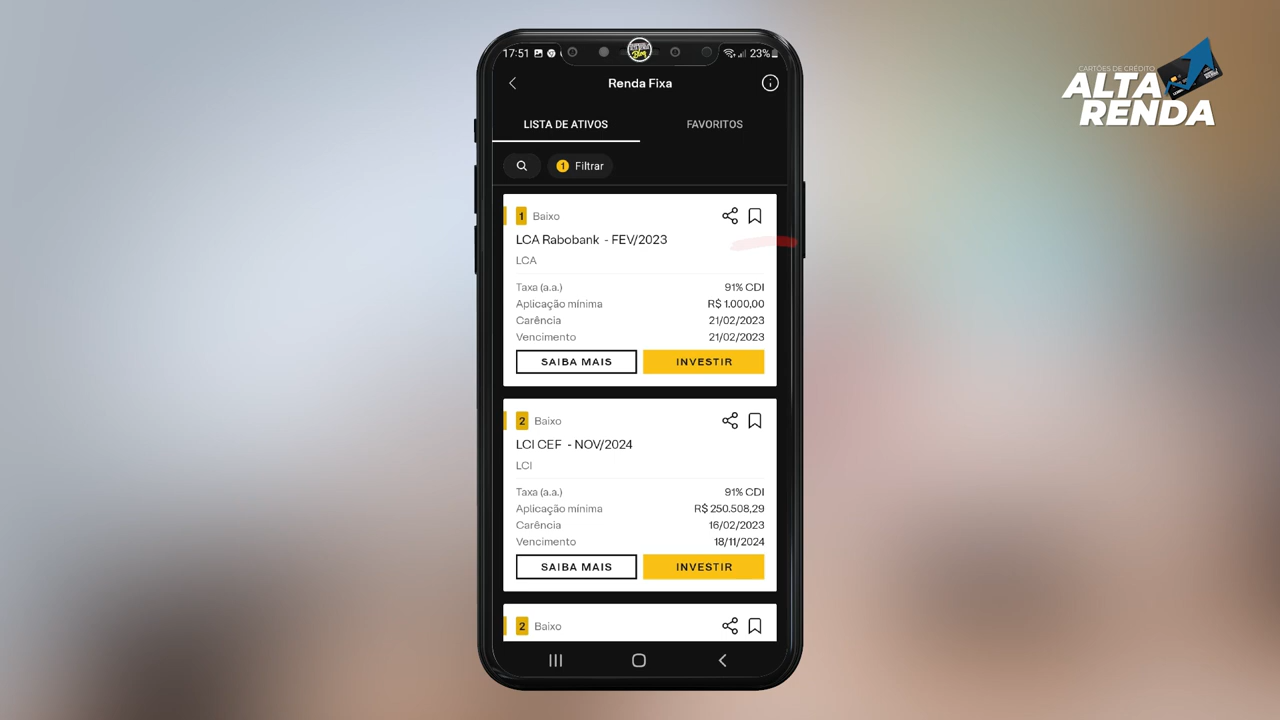 17:51
23%
Renda Fixa
LISTA DE ATIVOS
FAVORITOS
1 Filtrar
1 Baixo
LCA Rabobank - FEV/2023
LCA
Taxa (a.a.) 91% CDI
Aplicação mínima R$ 1.000,00
Carência 21/02/2023
Vencimento 21/02/2023
SAIBA MAIS INVESTIR
2 Baixo
LCI CEF - NOV/2024
LCI
Taxa (a.a.) 91% CDI
Aplicação mínima R$ 250.508,29
Carência 16/02/2023
Vencimento 18/11/2024
SAIBA MAIS INVESTIR
2 Baixo
CARTÕES DE CRÉDITO
ALTA
RENDA